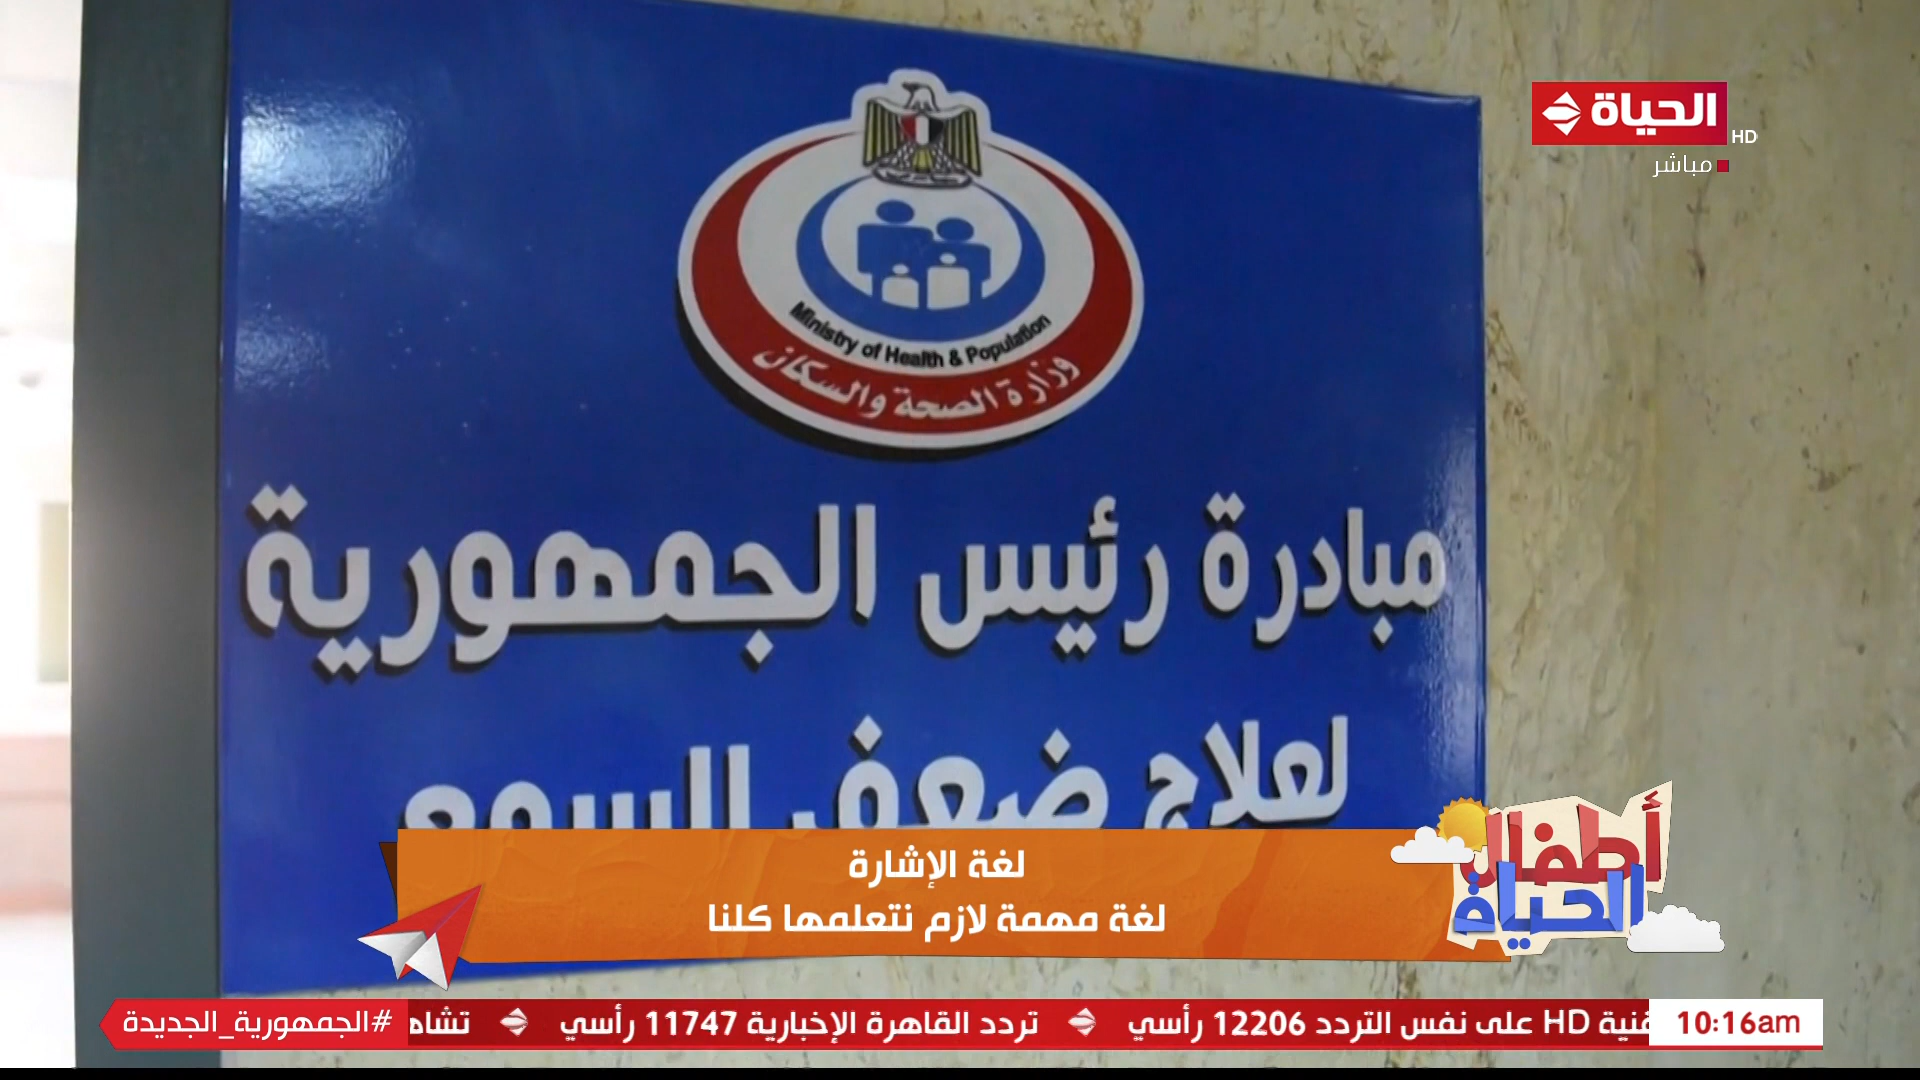 الحياة
HD
مباشر
Ministry of Health & Population
وزارة الصحة والسكان
مبادرة رئيس الجمهورية
لعلاج ضعف السمع
أطفال
الحياة
لغة الإشارة
لغة مهمة لازم نتعلمها كلنا
10:16am
HD على نفس التردد 12206 رأسي
تردد القاهرة الإخبارية 11747 رأسي
#الجمهورية_الجديدة